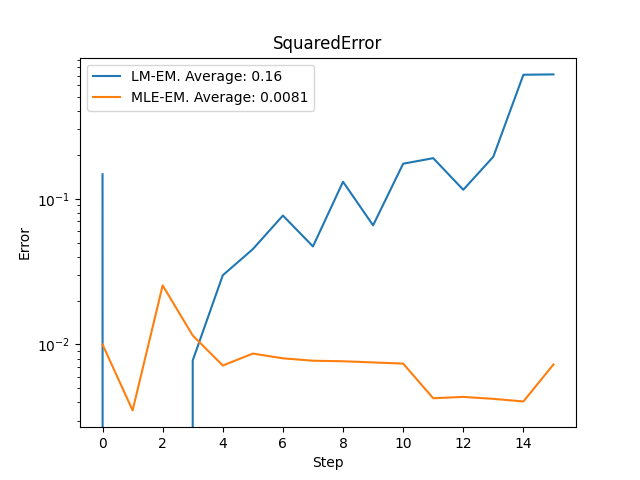 SquaredError
LM-EM. Average: 0.16
MLE-EM. Average: 0.0081
Error
10⁻¹
10⁻²
0 2 4 6 8 10 12 14
Step